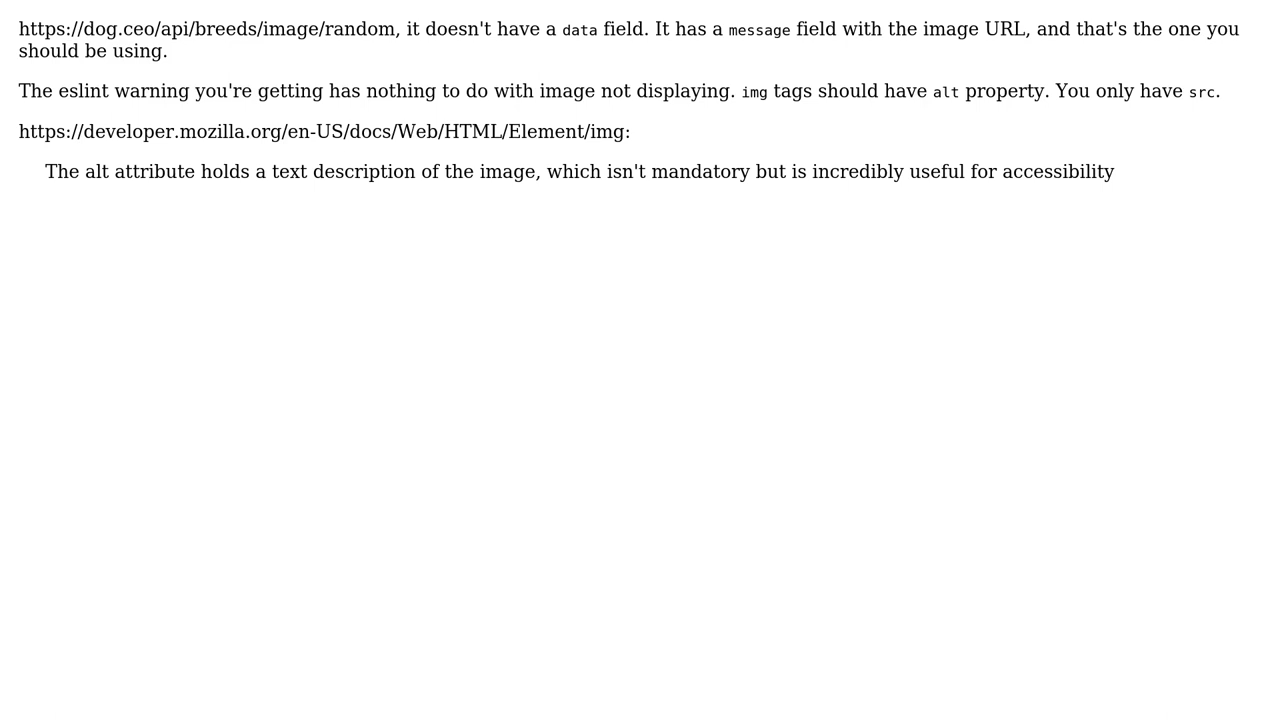 https://dog.ceo/api/breeds/image/random, it doesn't have a data field. It has a message field with the image URL, and that's the one you
should be using.
The eslint warning you're getting has nothing to do with image not displaying. img tags should have alt property. You only have src.
https://developer.mozilla.org/en-US/docs/Web/HTML/Element/img:
The alt attribute holds a text description of the image, which isn't mandatory but is incredibly useful for accessibility